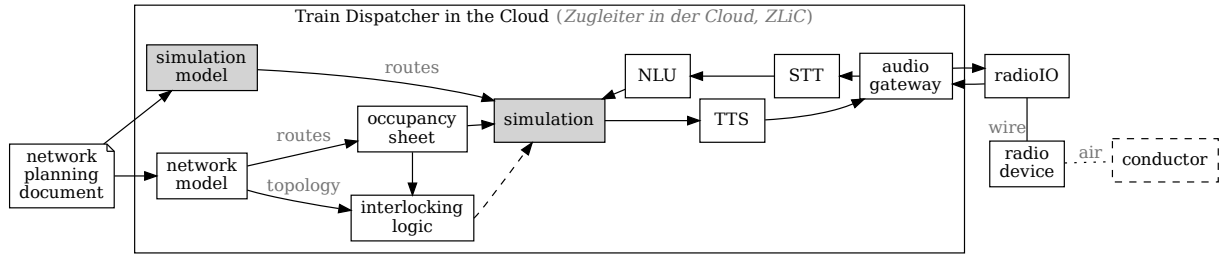 Train Dispatcher in the Cloud (Zugleiter in der Cloud, ZLiC)
simulation
model
routes
NLU
STT
audio
gateway
radioIO
routes
occupancy
sheet
simulation
TTS
wire
network
planning
document
network
model
topology
interlocking
logic
radio
device
air
conductor